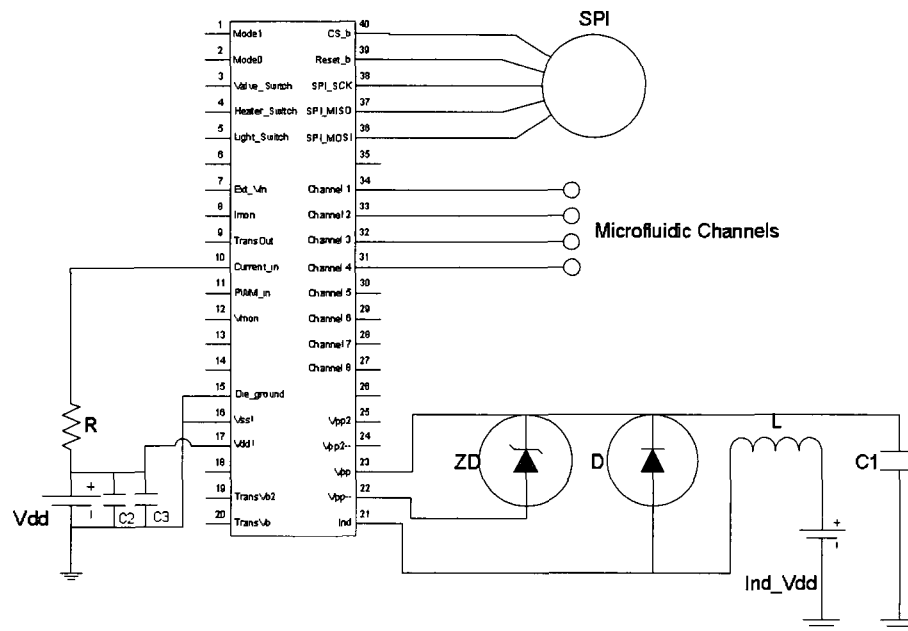 SPI
1 Mode1 CS_b 40
2 Mode0 Reset_b 39
3 Valve_Switch SPI_SCK 38
4 Heater_Switch SPI_MISO 37
5 Light_Switch SPI_MOSI 36
6 35
7 Ext_Vin Channel 1 34
8 Imon Channel 2 33
9 TransOut Channel 3 32
10 Current_in Channel 4 31
11 PWM_in Channel 5 30
12 Vmon Channel 6 29
13 Channel 7 28
14 Channel 8 27
15 Die_ground 26
16 Vss1 Vpp2 25
17 Vdd1 Vpp2-- 24
18 Vpp 23
19 TransVb2 Vpp-- 22
20 TransVb Ind 21
Microfluidic Channels
R
Vdd
+
-
C2
C3
ZD
D
L
C1
+
-
Ind_Vdd